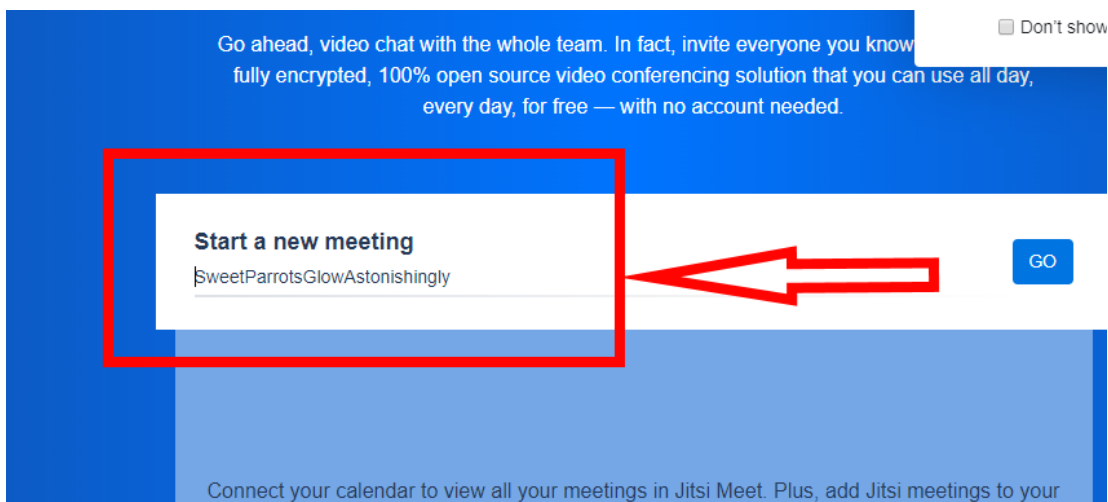 Don't show
Go ahead, video chat with the whole team. In fact, invite everyone you know
fully encrypted, 100% open source video conferencing solution that you can use all day,
every day, for free — with no account needed.
Start a new meeting
SweetParrotsGlowAstonishingly
GO
Connect your calendar to view all your meetings in Jitsi Meet. Plus, add Jitsi meetings to your